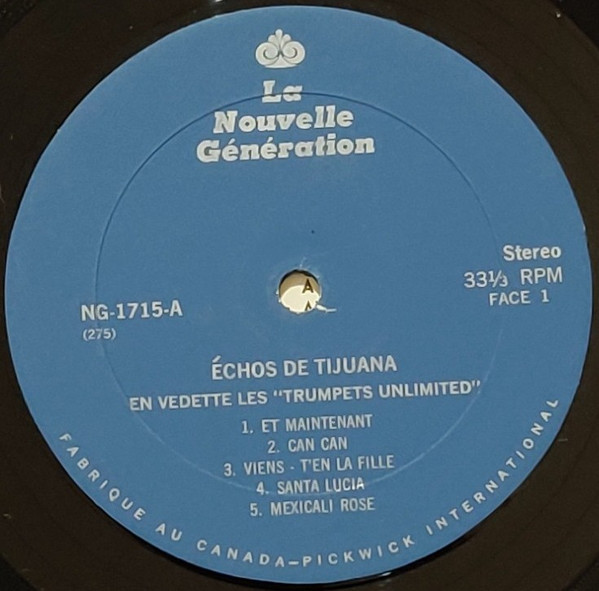 La
Nouvelle
Génération
Stereo
33⅓ RPM
FACE 1
NG-1715-A
(275)
ÉCHOS DE TIJUANA
EN VEDETTE LES "TRUMPETS UNLIMITED"
1. ET MAINTENANT
2. CAN CAN
3. VIENS - T'EN LA FILLE
4. SANTA LUCIA
5. MEXICALI ROSE
FABRIQUE AU CANADA—PICKWICK INTERNATIONAL